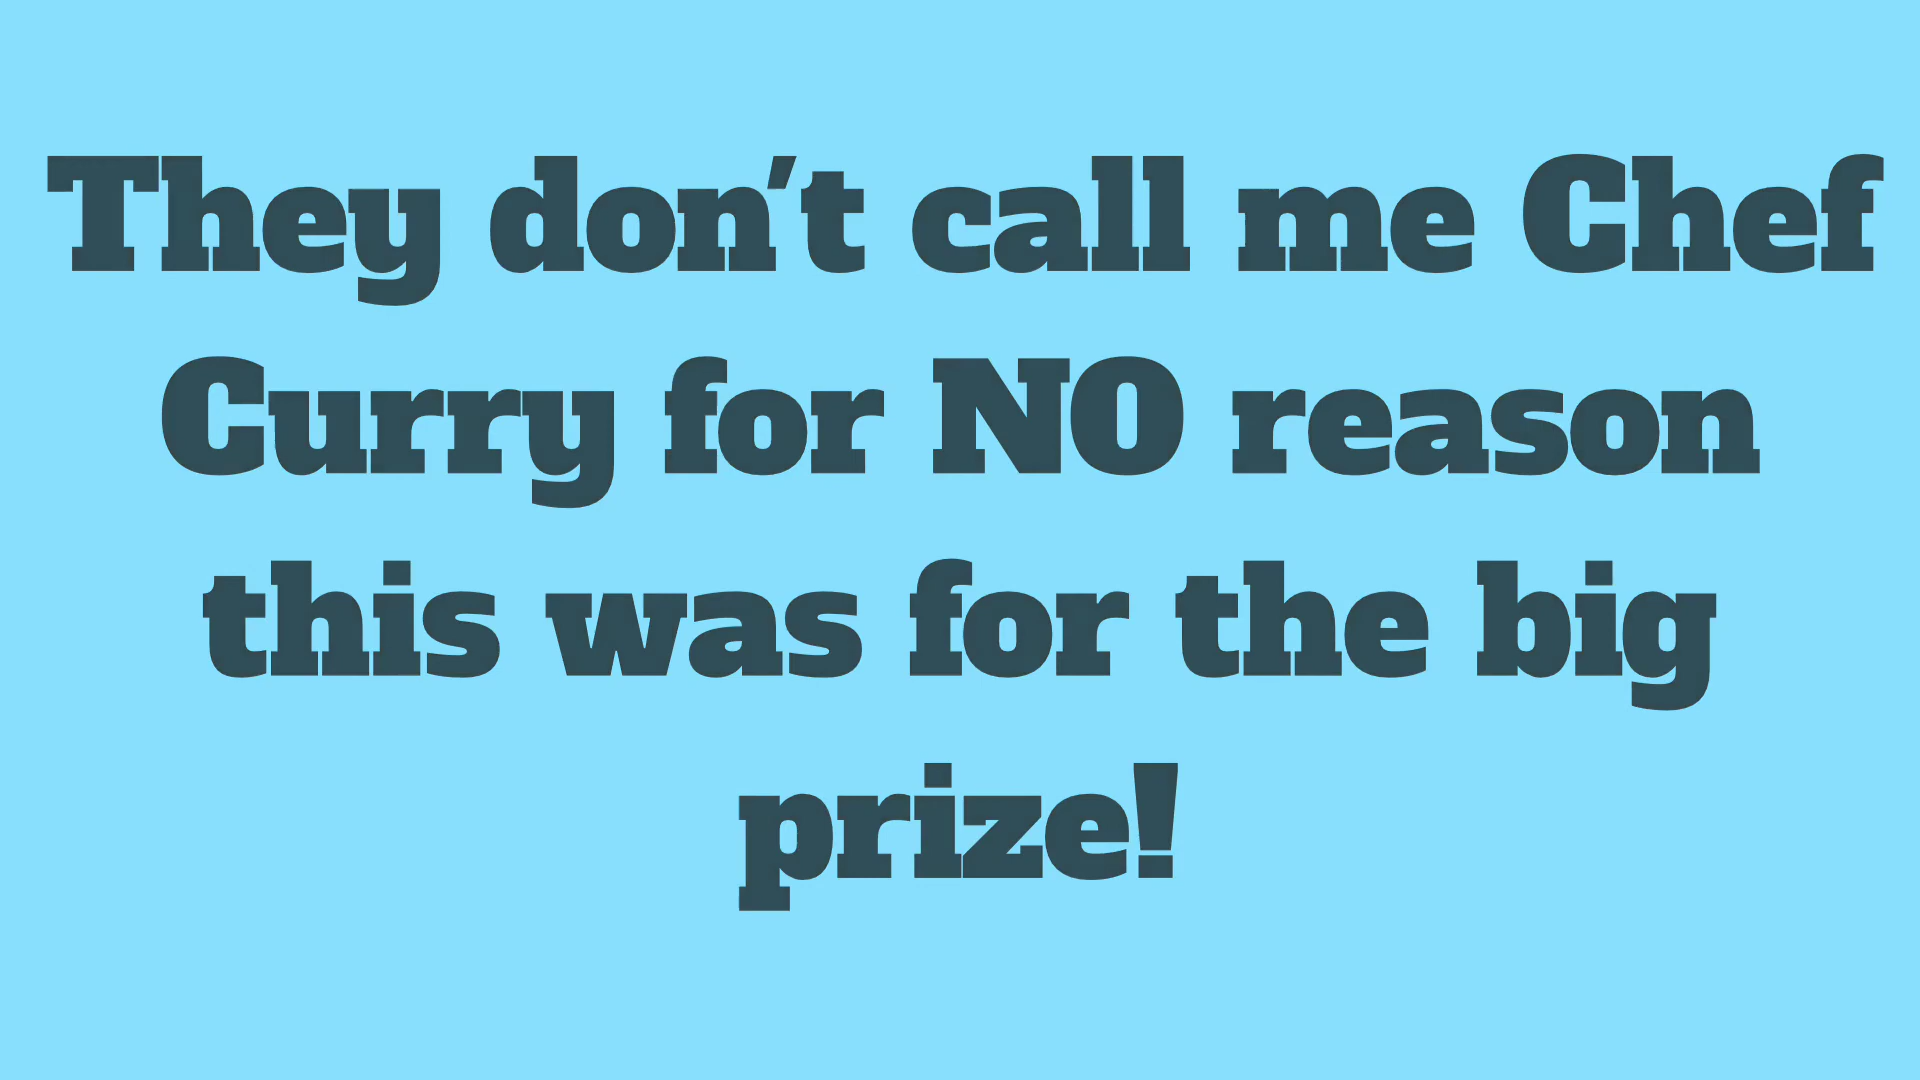 They don't call me Chef
Curry for NO reason
this was for the big
prize!